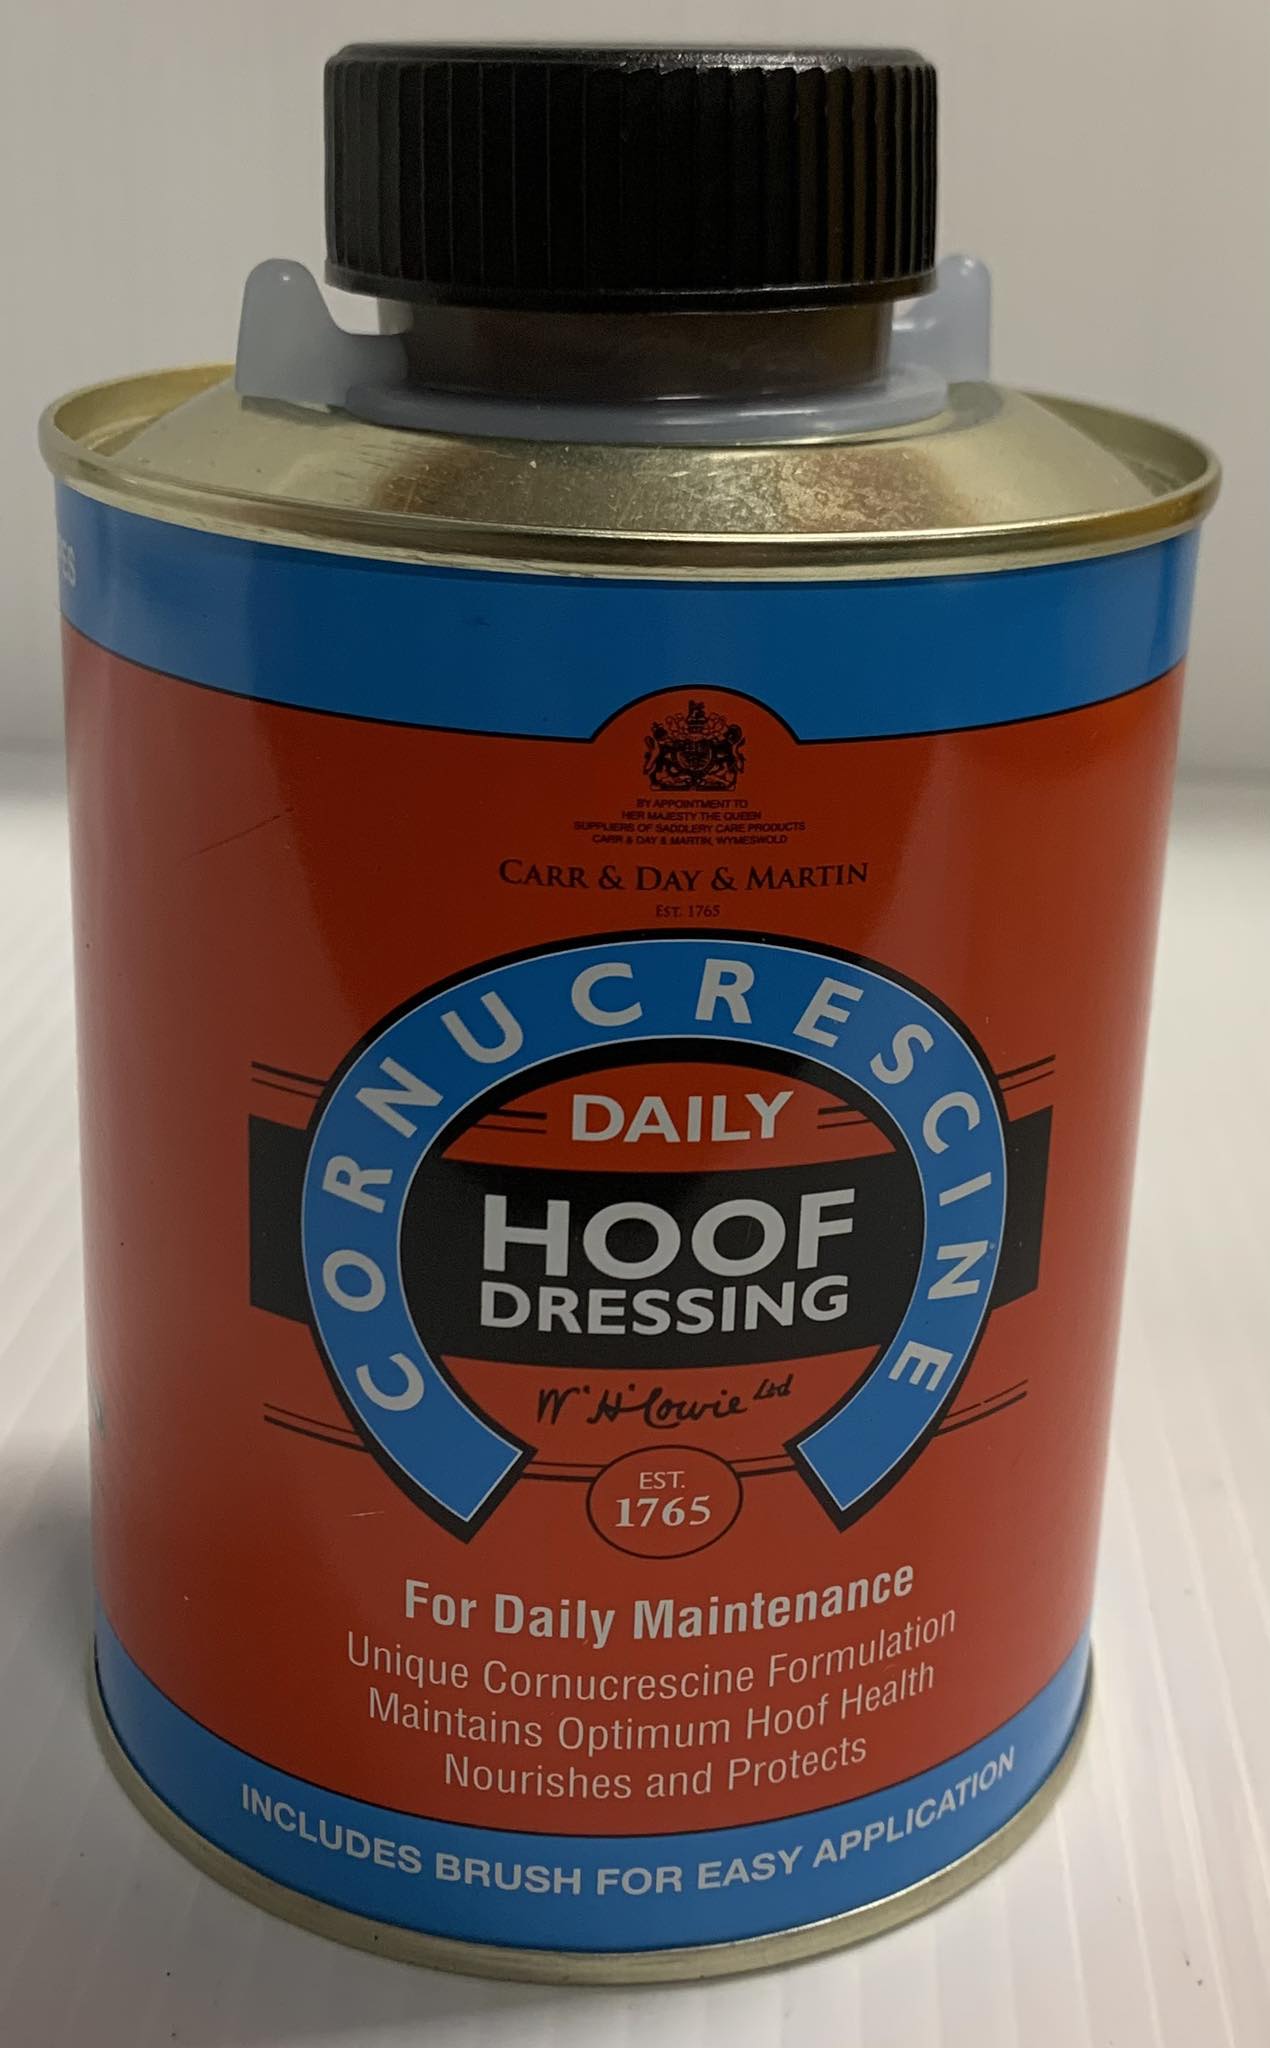 BY APPOINTMENT TO
HER MAJESTY THE QUEEN
SUPPLIERS OF SADDLERY CARE PRODUCTS
CARR & DAY & MARTIN, WYMESWOLD
CARR & DAY & MARTIN
EST. 1765
CORNUCRESCINE
DAILY
HOOF
DRESSING
W. H. Cowie Ltd
EST.
1765
For Daily Maintenance
Unique Cornucrescine Formulation
Maintains Optimum Hoof Health
Nourishes and Protects
INCLUDES BRUSH FOR EASY APPLICATION